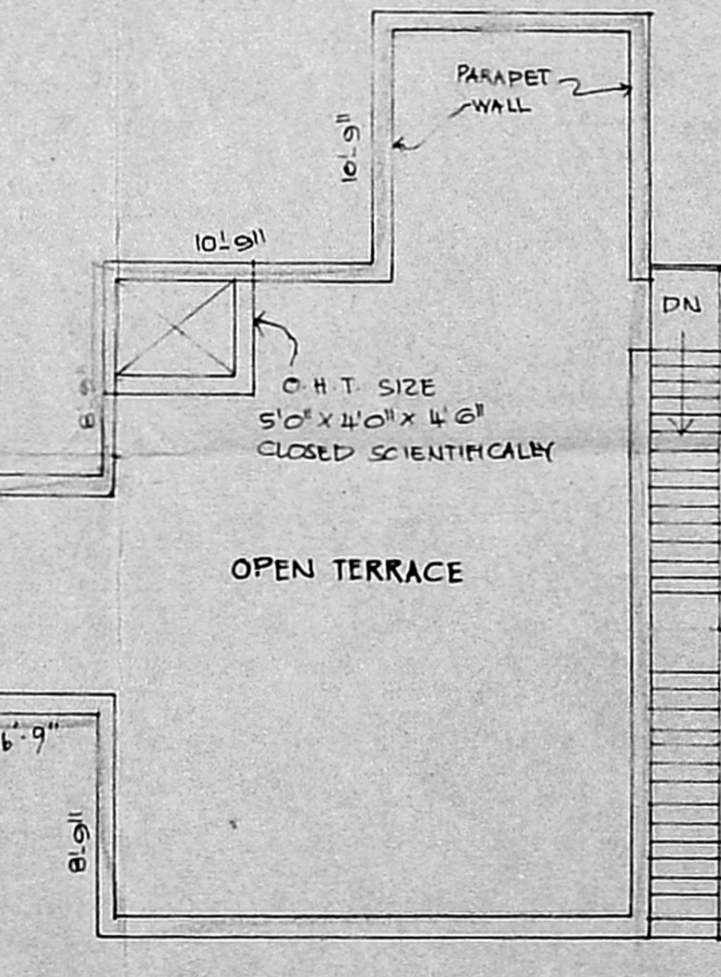 PARAPET
WALL
10'-9"
10'-9"
DN
O.H.T. SIZE
5'0" X 4'0" X 4'6"
CLOSED SCIENTIFICALLY
OPEN TERRACE
6'-9"
8'-9"